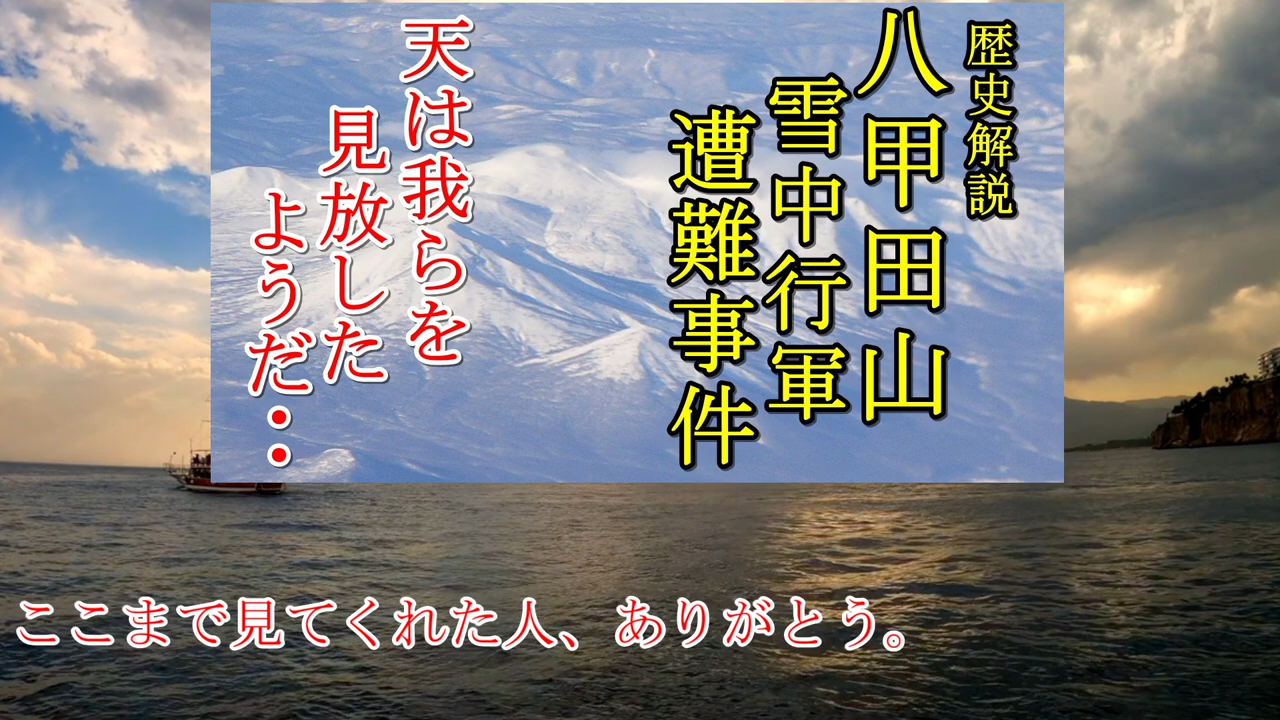 歴史解説
八甲田山
雪中行軍
遭難事件
天は我らを
見放した
ようだ・・
ここまで見てくれた人、ありがとう。